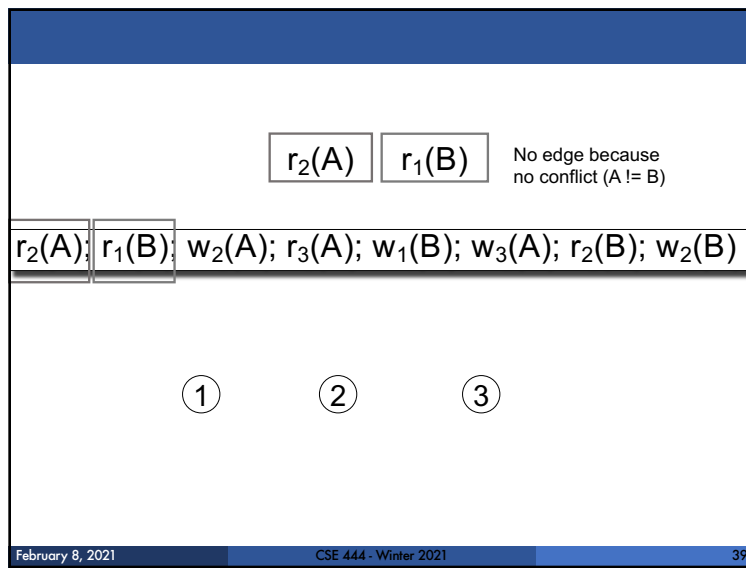 r₂(A) r₁(B) No edge because
no conflict (A != B)
r₂(A); r₁(B); w₂(A); r₃(A); w₁(B); w₃(A); r₂(B); w₂(B)
1 2 3
February 8, 2021 CSE 444 - Winter 2021 39